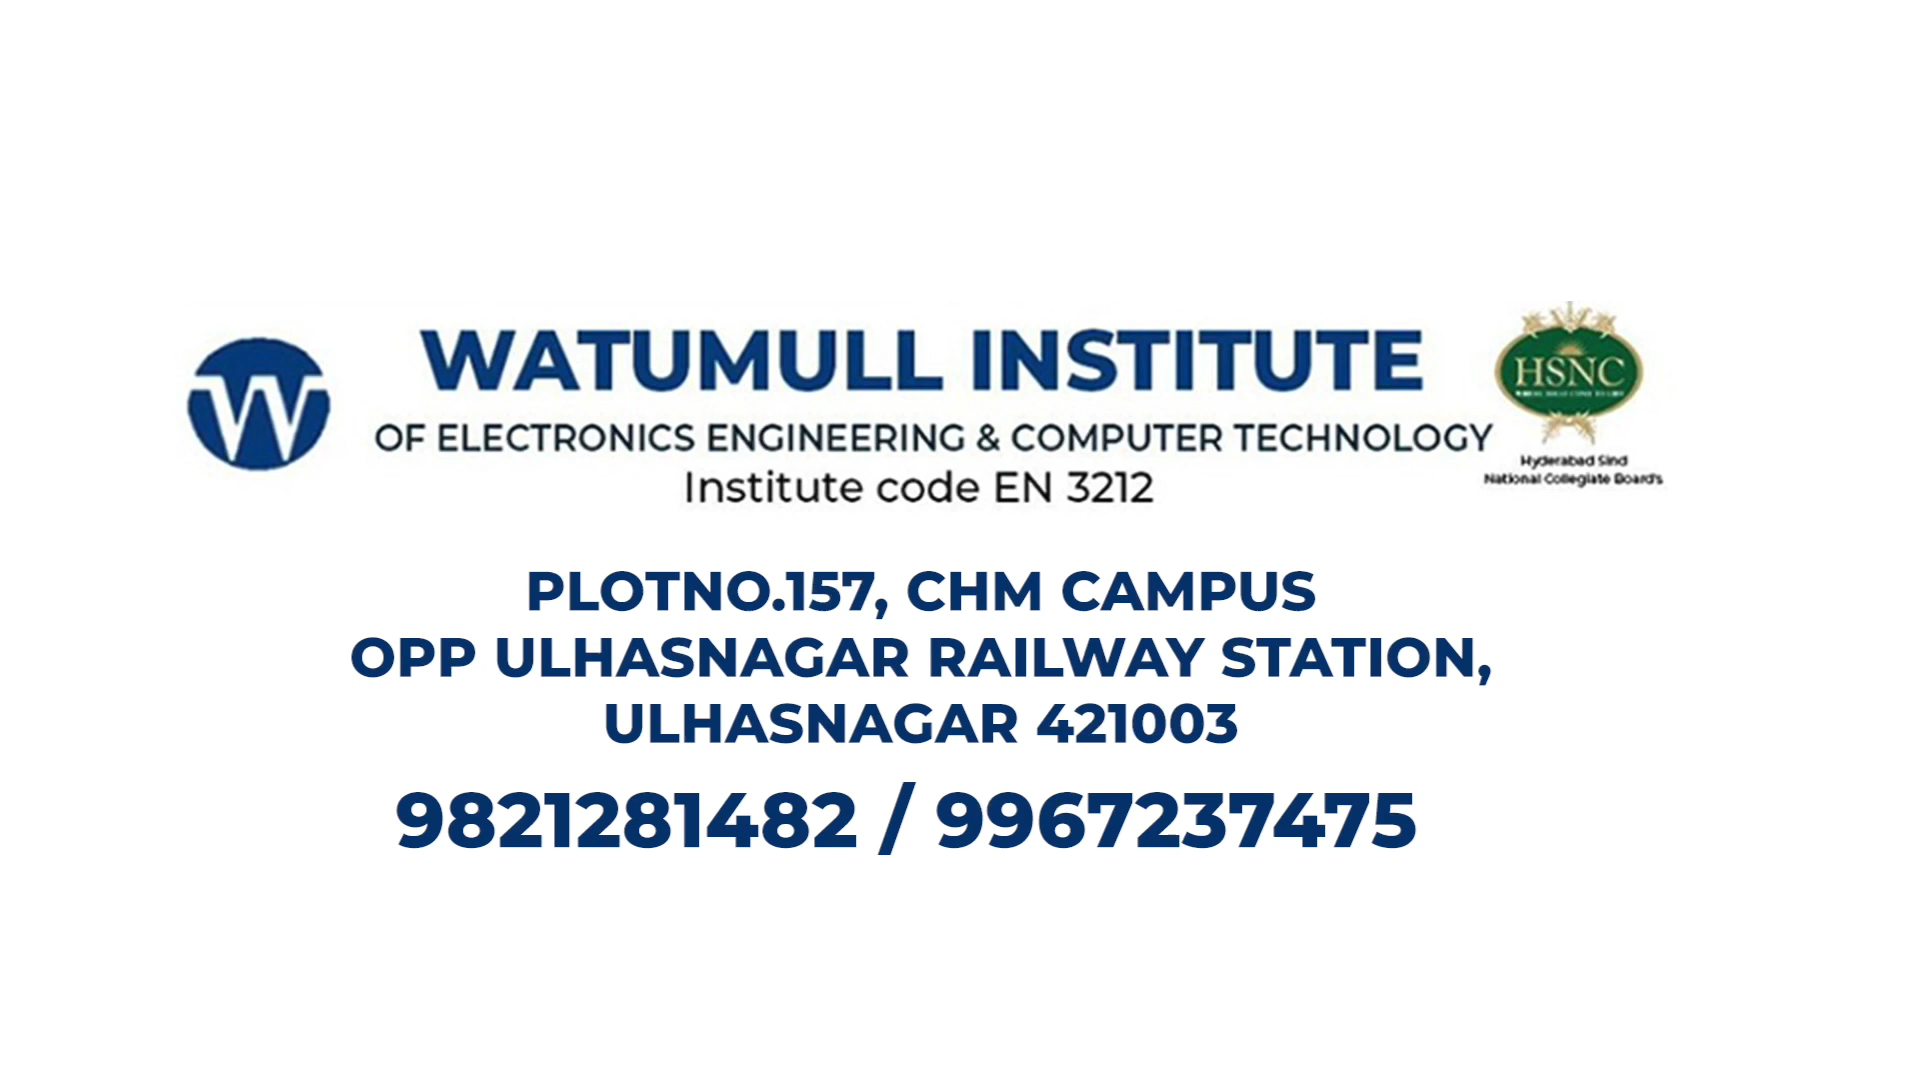 W
WATUMULL INSTITUTE
OF ELECTRONICS ENGINEERING & COMPUTER TECHNOLOGY
Institute code EN 3212
HSNC
Hyderabad Sind
National Collegiate Board's
PLOTNO.157, CHM CAMPUS
OPP ULHASNAGAR RAILWAY STATION,
ULHASNAGAR 421003
9821281482 / 9967237475